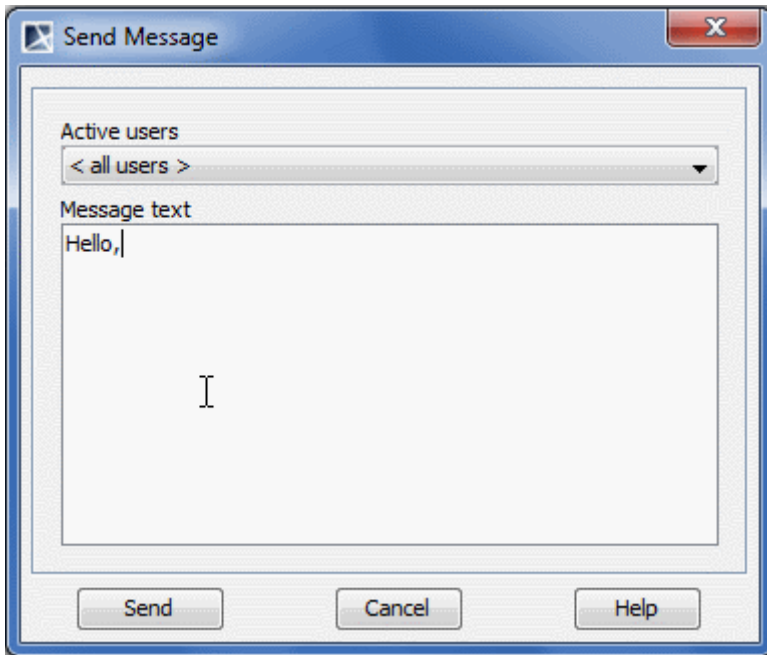 Send Message
Active users
< all users >
Message text
Hello,
Send Cancel Help